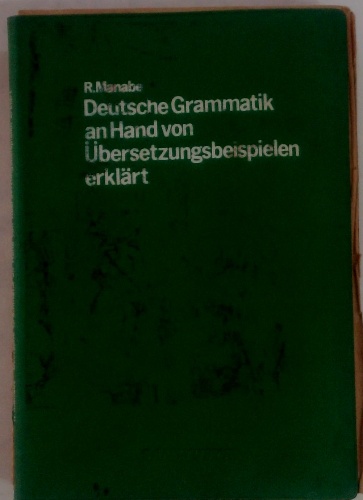 R.Manabe
Deutsche Grammatik
an Hand von
Übersetzungsbeispielen
erklärt